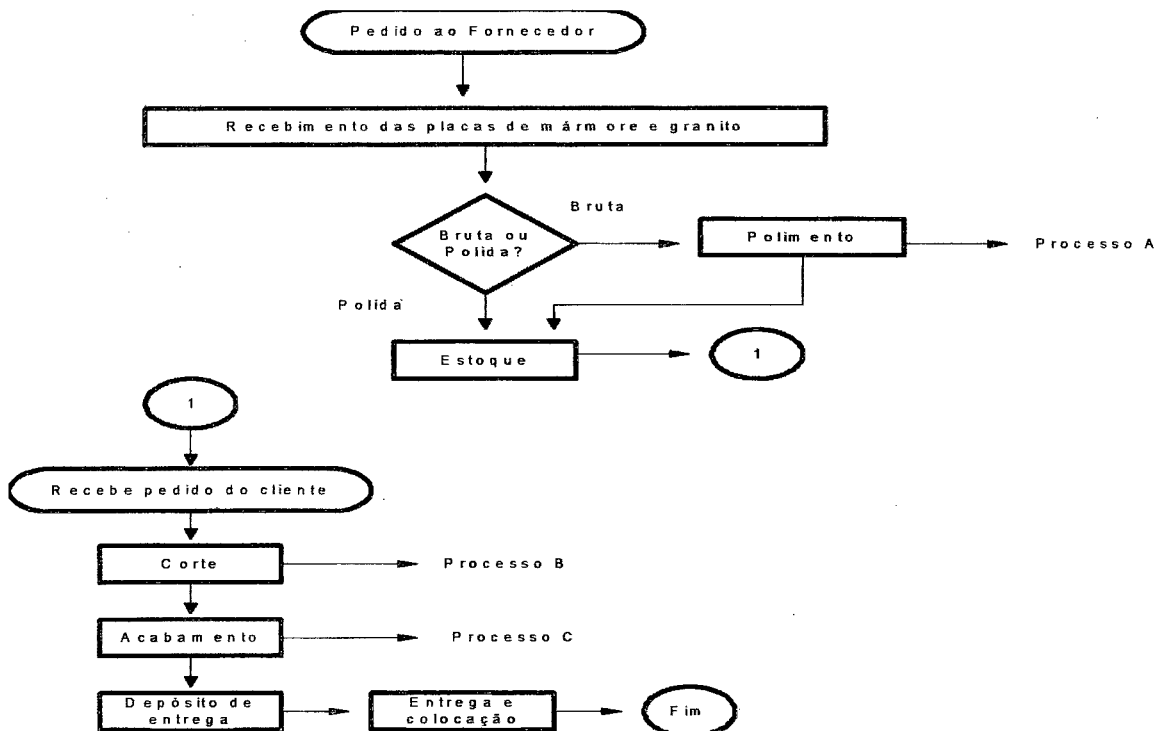 Pedido ao Fornecedor
Recebimento das placas de mármore e granito
Bruta
Bruta ou
Polida?
Polimento
Processo A
Polida
Estoque
1
1
Recebe pedido do cliente
Corte
Processo B
Acabamento
Processo C
Depósito de
entrega
Entrega e
colocação
Fim